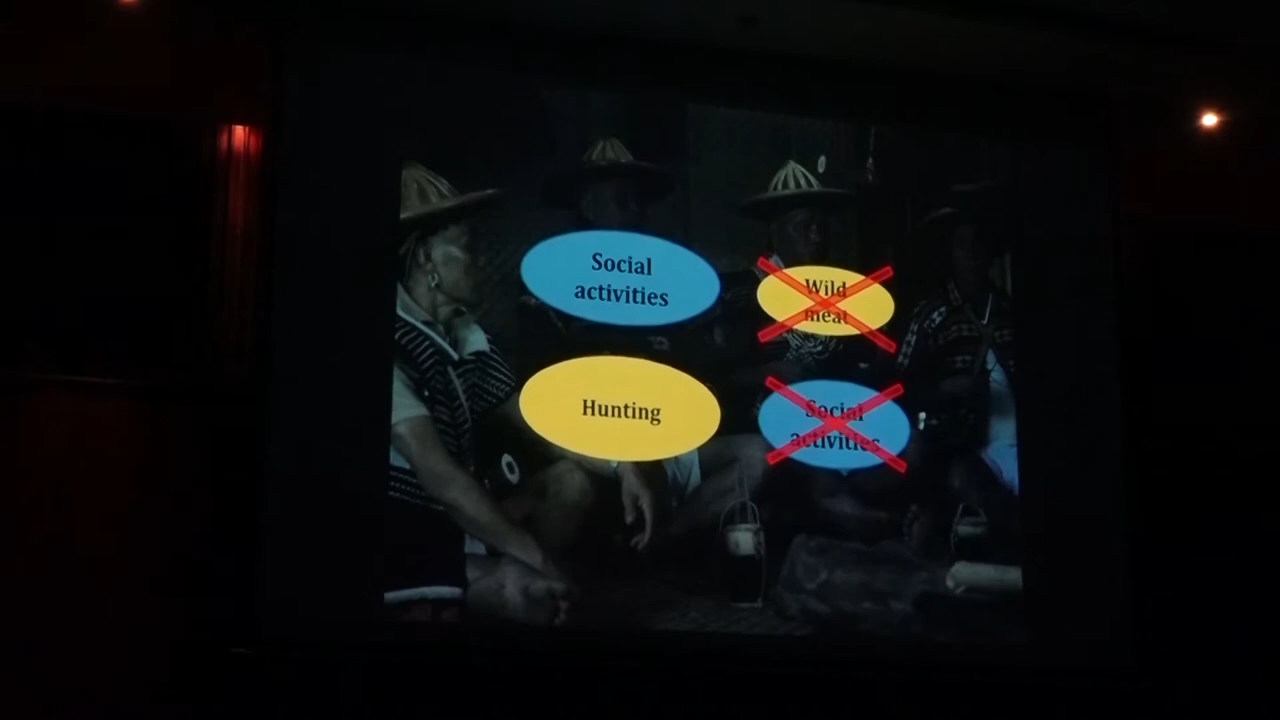 Social
activities
Wild
meat
Hunting
Social
activities